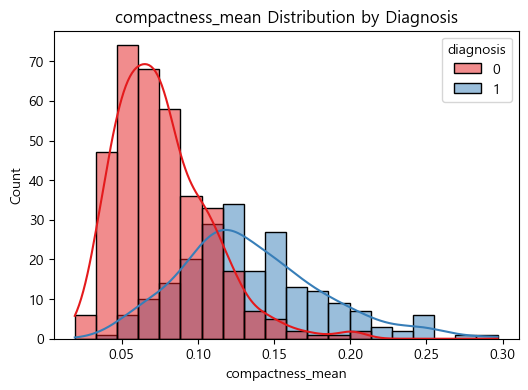 compactness_mean Distribution by Diagnosis
diagnosis
0
1
Count
70
60
50
40
30
20
10
0
0.05 0.10 0.15 0.20 0.25 0.30
compactness_mean